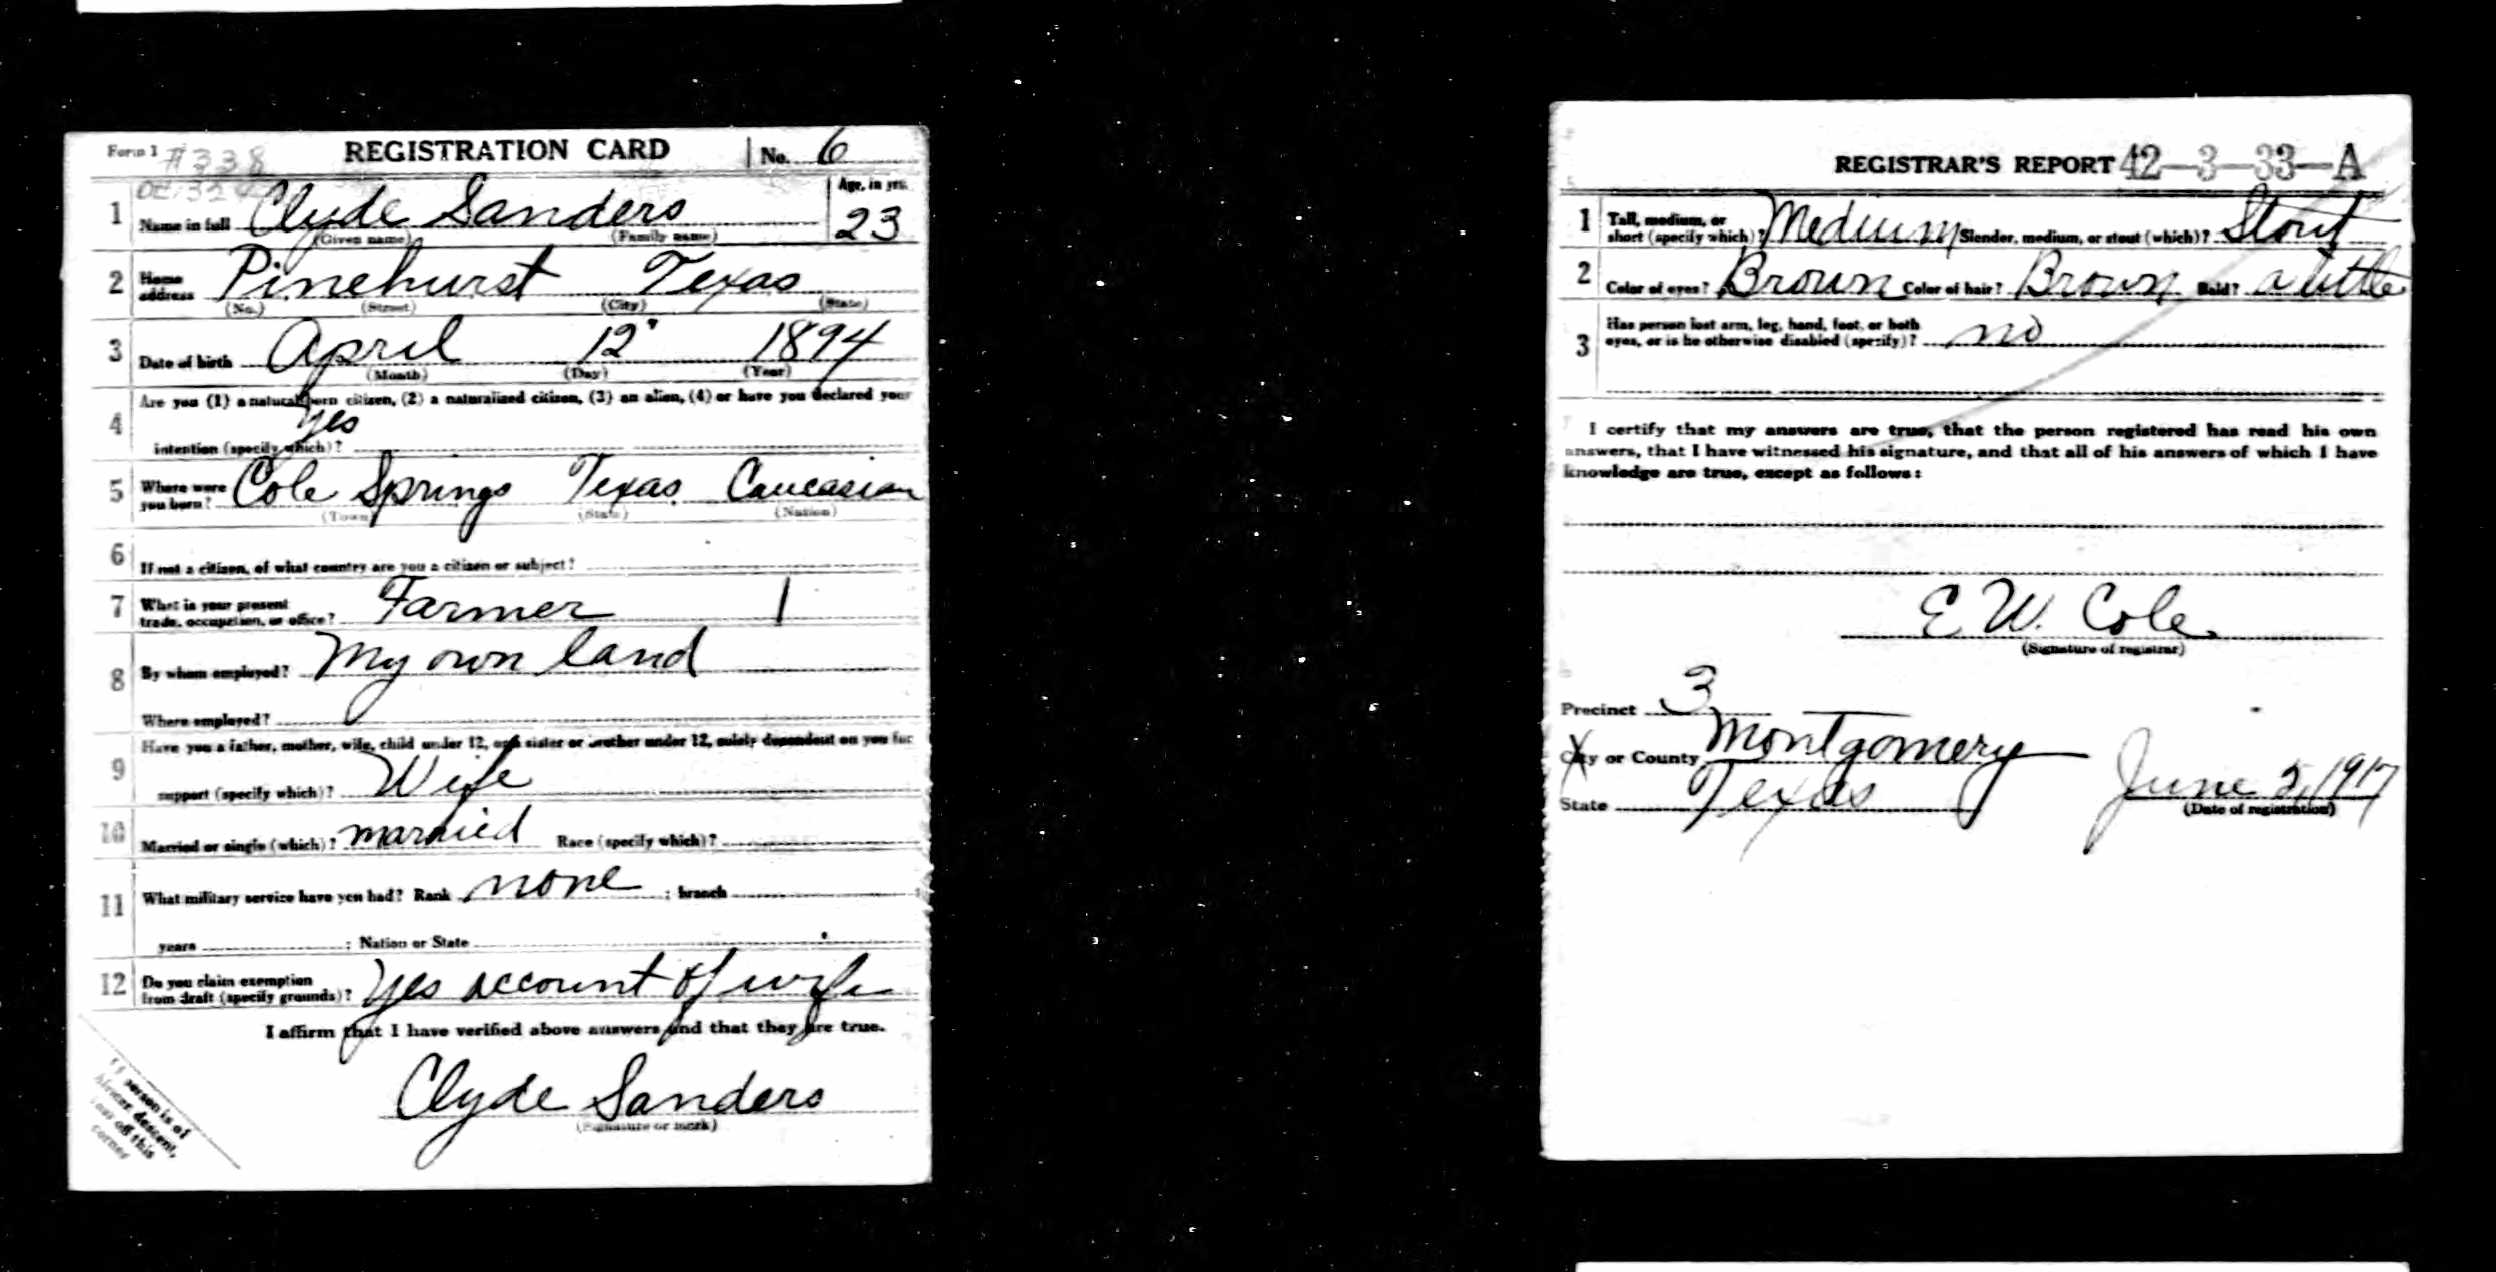 Form 1 #338 REGISTRATION CARD No. 6
1 Name in full Clyde Sanders Age, in yrs. 23
(Given name) (Family name)
2 Home address Pinehurst Texas
(No.) (Street) (City) (State)
3 Date of birth April 12" 1894
(Month) (Day) (Year)
4 Are you (1) a natural-born citizen, (2) a naturalized citizen, (3) an alien, (4) or have you declared your
intention (specify which)? Yes
5 Where were you born? Cole Springs Texas Caucasian
(Town) (State) (Nation)
6 If not a citizen, of what country are you a citizen or subject?
7 What is your present trade, occupation, or office? Farmer 1
8 By whom employed? My own land
Where employed?
9 Have you a father, mother, wife, child under 12, or a sister or brother under 12, solely dependent on you for
support (specify which)? Wife
10 Married or single (which)? married Race (specify which)?
11 What military service have you had? Rank none ; branch
years ; Nation or State
12 Do you claim exemption from draft (specify grounds)? Yes account of wife
I affirm that I have verified above answers and that they are true.
Clyde Sanders
(Signature or mark)
person is of
descent,
off this
corner
REGISTRAR'S REPORT 42-3-33-A
1 Tall, medium, or short (specify which)? Medium Slender, medium, or stout (which)? Stout
2 Color of eyes? Brown Color of hair? Brown Bald? a little
3 Has person lost arm, leg, hand, foot, or both eyes, or is he otherwise disabled (specify)? no
I certify that my answers are true, that the person registered has read his own
answers, that I have witnessed his signature, and that all of his answers of which I have
knowledge are true, except as follows:
E W. Cole
(Signature of registrar)
Precinct 3
City or County Montgomery
State Texas June 2, 1917
(Date of registration)